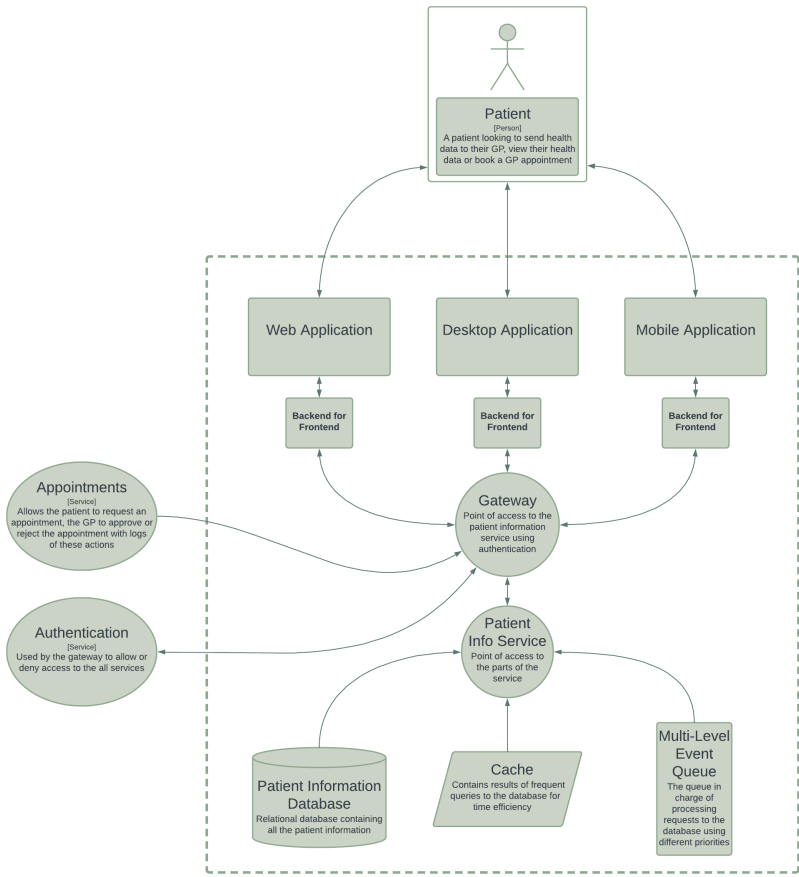 Patient
[Person]
A patient looking to send health
data to their GP, view their health
data or book a GP appointment
Web Application
Desktop Application
Mobile Application
Backend for
Frontend
Backend for
Frontend
Backend for
Frontend
Appointments
[Service]
Allows the patient to request an
appointment, the GP to approve or
reject the appointment with logs
of these actions
Gateway
Point of access to the
patient information
service using
authentication
Authentication
[Service]
Used by the gateway to allow or
deny access to the all services
Patient
Info Service
Point of access to
the parts of the
service
Patient Information
Database
Relational database containing
all the patient information
Cache
Contains results of frequent
queries to the database for
time efficiency
Multi-Level
Event
Queue
The queue in
charge of
processing
requests to the
database using
different priorities